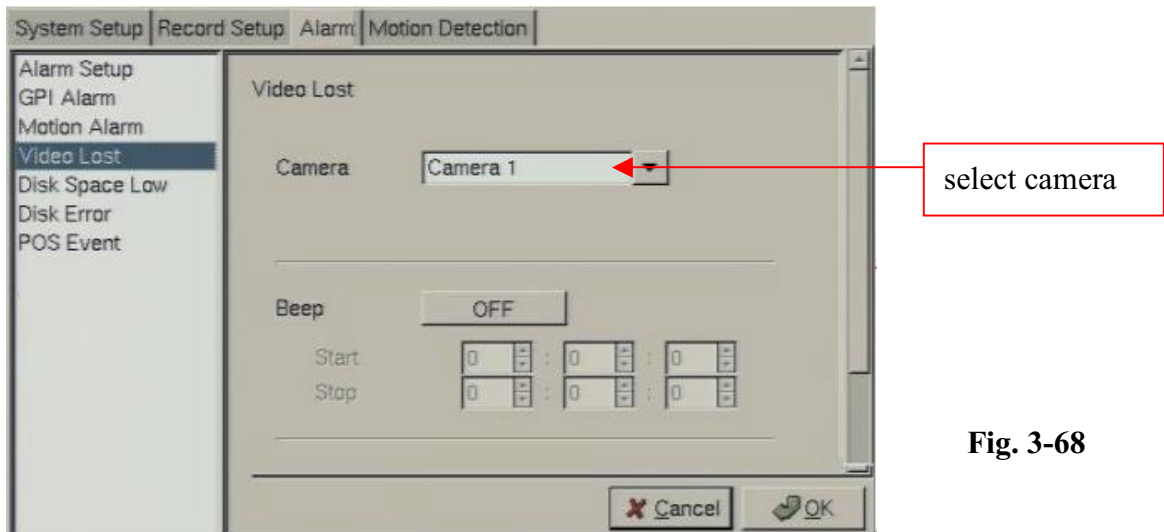 System Setup Record Setup Alarm Motion Detection
Alarm Setup
GPI Alarm
Motion Alarm
Video Lost
Disk Space Low
Disk Error
POS Event
Video Lost
Camera Camera 1
Beep OFF
Start 0 : 0 : 0
Stop 0 : 0 : 0
Cancel OK
select camera
Fig. 3-68